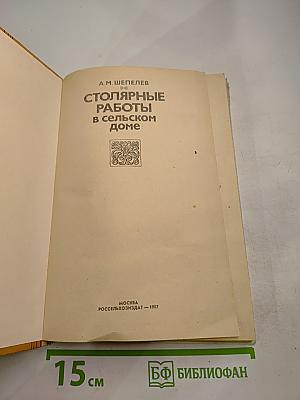 А.М. ШЕПЕЛЕВ
СТОЛЯРНЫЕ
РАБОТЫ
В СЕЛЬСКОМ
ДОМЕ
МОСКВА
РОССЕЛЬХОЗИЗДАТ — 1987
15 см
БФ БИБЛИОФАН